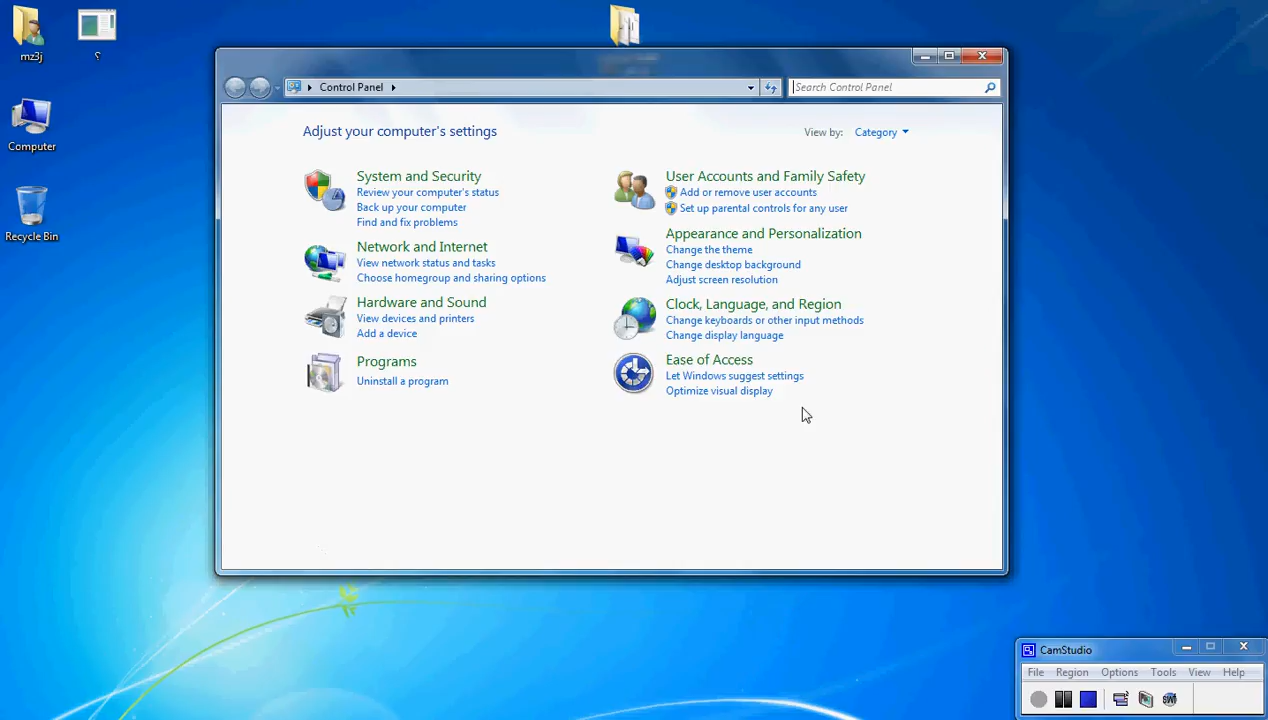 mz3j
؟
Computer
Recycle Bin
Control Panel
Search Control Panel
Adjust your computer's settings
View by: Category
System and Security
Review your computer's status
Back up your computer
Find and fix problems
Network and Internet
View network status and tasks
Choose homegroup and sharing options
Hardware and Sound
View devices and printers
Add a device
Programs
Uninstall a program
User Accounts and Family Safety
Add or remove user accounts
Set up parental controls for any user
Appearance and Personalization
Change the theme
Change desktop background
Adjust screen resolution
Clock, Language, and Region
Change keyboards or other input methods
Change display language
Ease of Access
Let Windows suggest settings
Optimize visual display
CamStudio
File Region Options Tools View Help